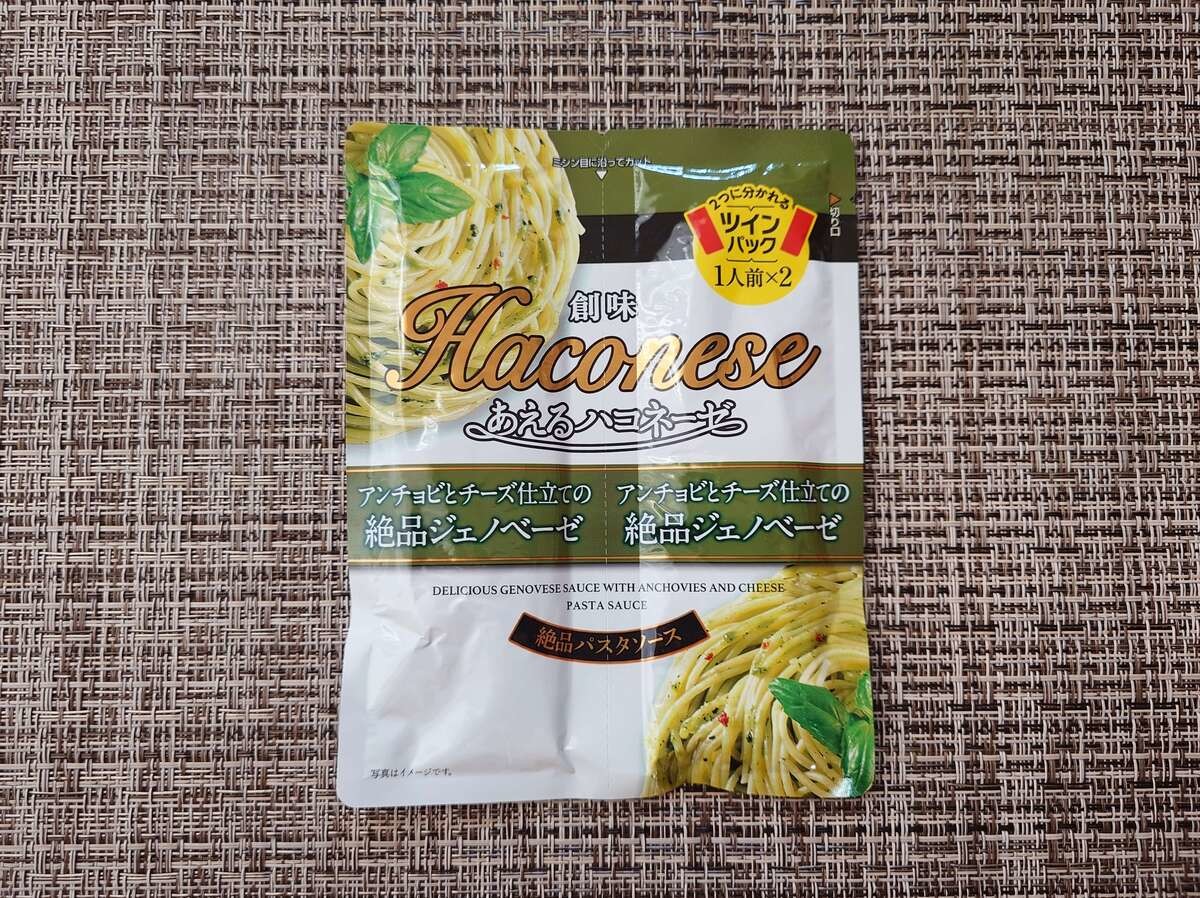 ミシン目に沿ってカット
切り口
2つに分かれる
ツイン
パック
1人前×2
創味
Haconese
あえるハコネーゼ
アンチョビとチーズ仕立ての
絶品ジェノベーゼ
アンチョビとチーズ仕立ての
絶品ジェノベーゼ
DELICIOUS GENOVESE SAUCE WITH ANCHOVIES AND CHEESE
PASTA SAUCE
絶品パスタソース
写真はイメージです。